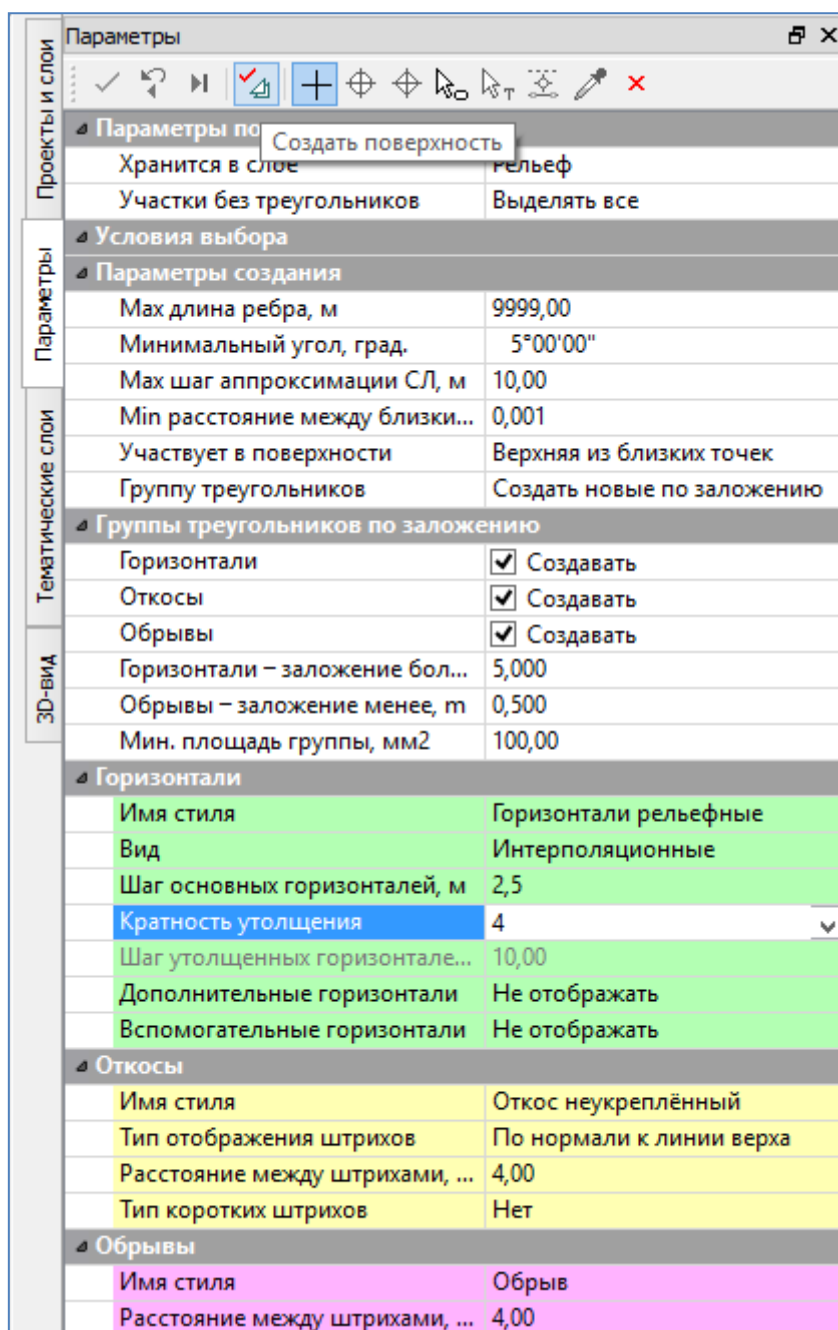 Параметры
Проекты и слои
Параметры
Тематические слои
3D-вид
Параметры по
Создать поверхность
Хранится в слое Рельеф
Участки без треугольников Выделять все
Условия выбора
Параметры создания
Max длина ребра, м 9999,00
Минимальный угол, град. 5°00'00"
Max шаг аппроксимации СЛ, м 10,00
Min расстояние между близки... 0,001
Участвует в поверхности Верхняя из близких точек
Группу треугольников Создать новые по заложению
Группы треугольников по заложению
Горизонтали Создавать
Откосы Создавать
Обрывы Создавать
Горизонтали – заложение бол... 5,000
Обрывы – заложение менее, m 0,500
Мин. площадь группы, мм2 100,00
Горизонтали
Имя стиля Горизонтали рельефные
Вид Интерполяционные
Шаг основных горизонталей, м 2,5
Кратность утолщения 4
Шаг утолщенных горизонтале... 10,00
Дополнительные горизонтали Не отображать
Вспомогательные горизонтали Не отображать
Откосы
Имя стиля Откос неукреплённый
Тип отображения штрихов По нормали к линии верха
Расстояние между штрихами, ... 4,00
Тип коротких штрихов Нет
Обрывы
Имя стиля Обрыв
Расстояние между штрихами, ... 4,00